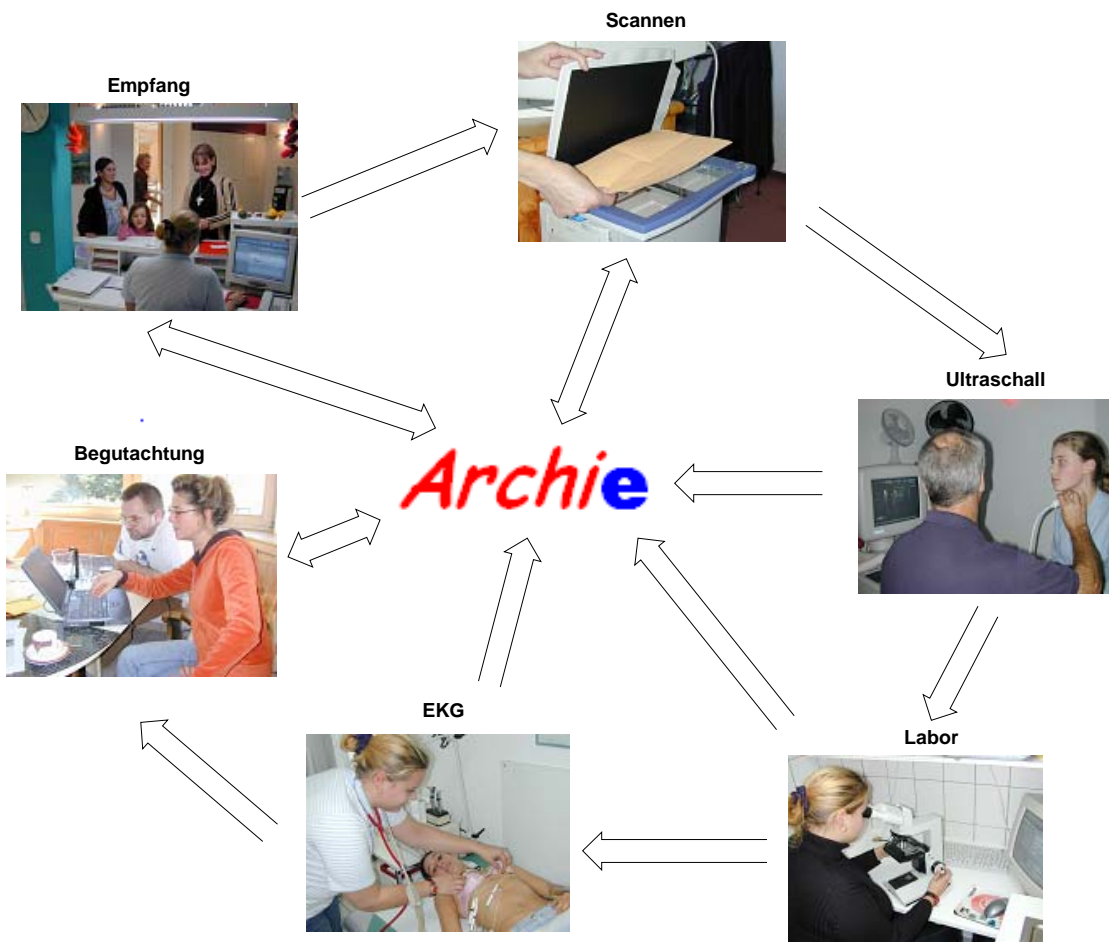 Scannen
Empfang
Ultraschall
Begutachtung
Archie
EKG
Labor